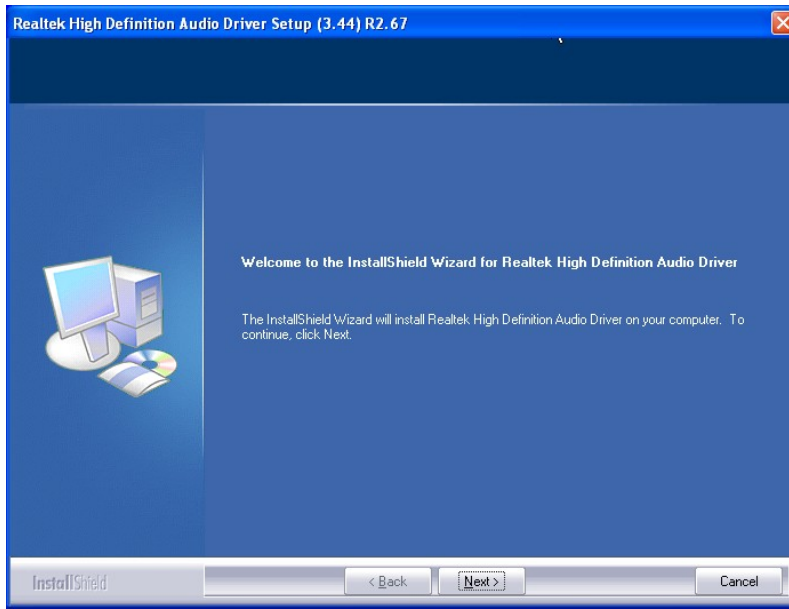 Realtek High Definition Audio Driver Setup (3.44) R2.67
Welcome to the InstallShield Wizard for Realtek High Definition Audio Driver
The InstallShield Wizard will install Realtek High Definition Audio Driver on your computer. To
continue, click Next.
InstallShield
< Back
Next >
Cancel